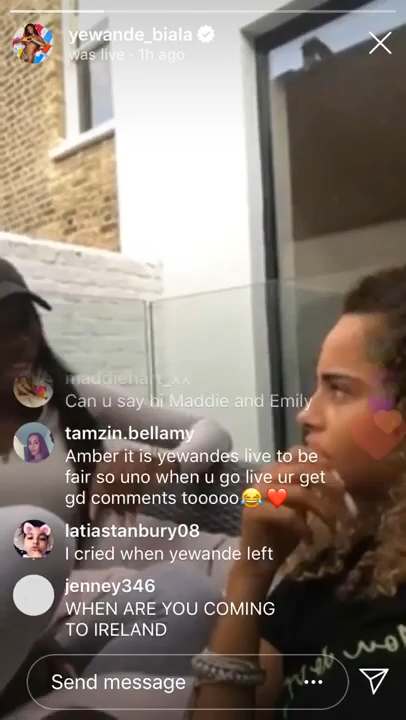 yewande_biala
was live · 1h ago
maddiehart_xx
Can u say hi Maddie and Emily
tamzin.bellamy
Amber it is yewandes live to be
fair so uno when u go live ur get
gd comments tooooo😂❤️
latiastanbury08
I cried when yewande left
jenney346
WHEN ARE YOU COMING
TO IRELAND
Send message